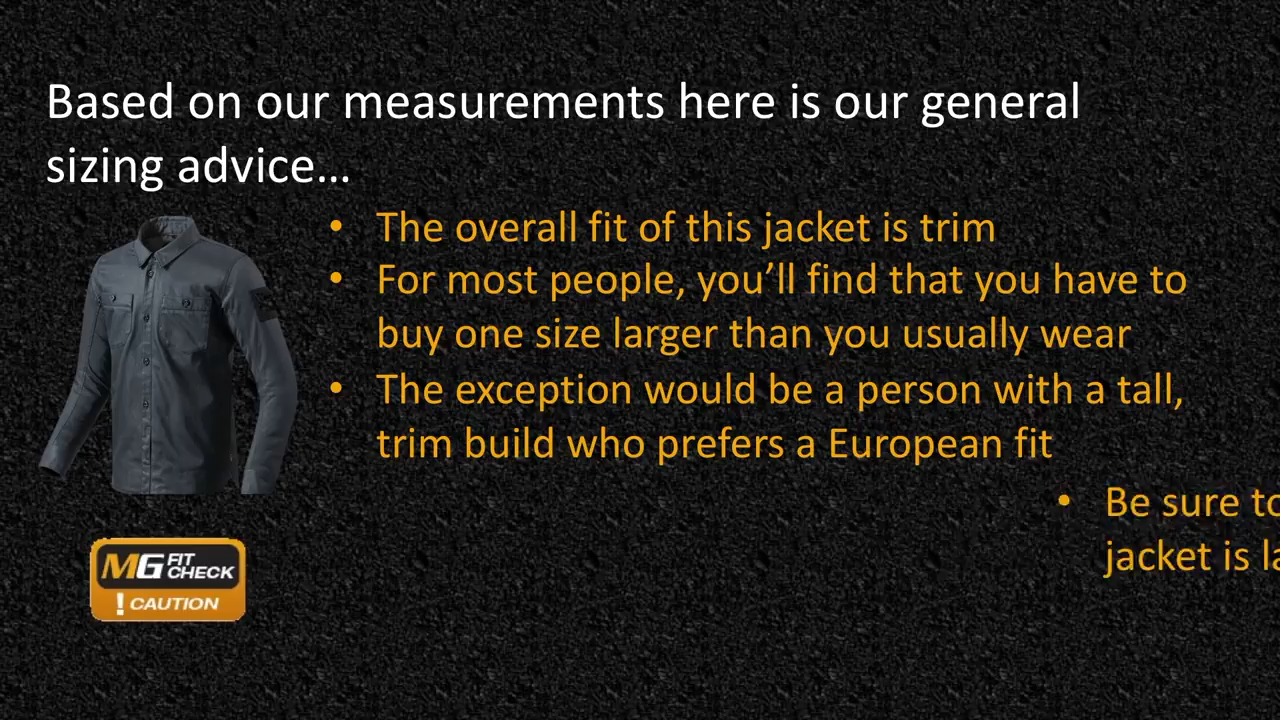 Based on our measurements here is our general
sizing advice…
• The overall fit of this jacket is trim
• For most people, you’ll find that you have to
buy one size larger than you usually wear
• The exception would be a person with a tall,
trim build who prefers a European fit
• Be sure
jacket is
MG FIT
CHECK
! CAUTION